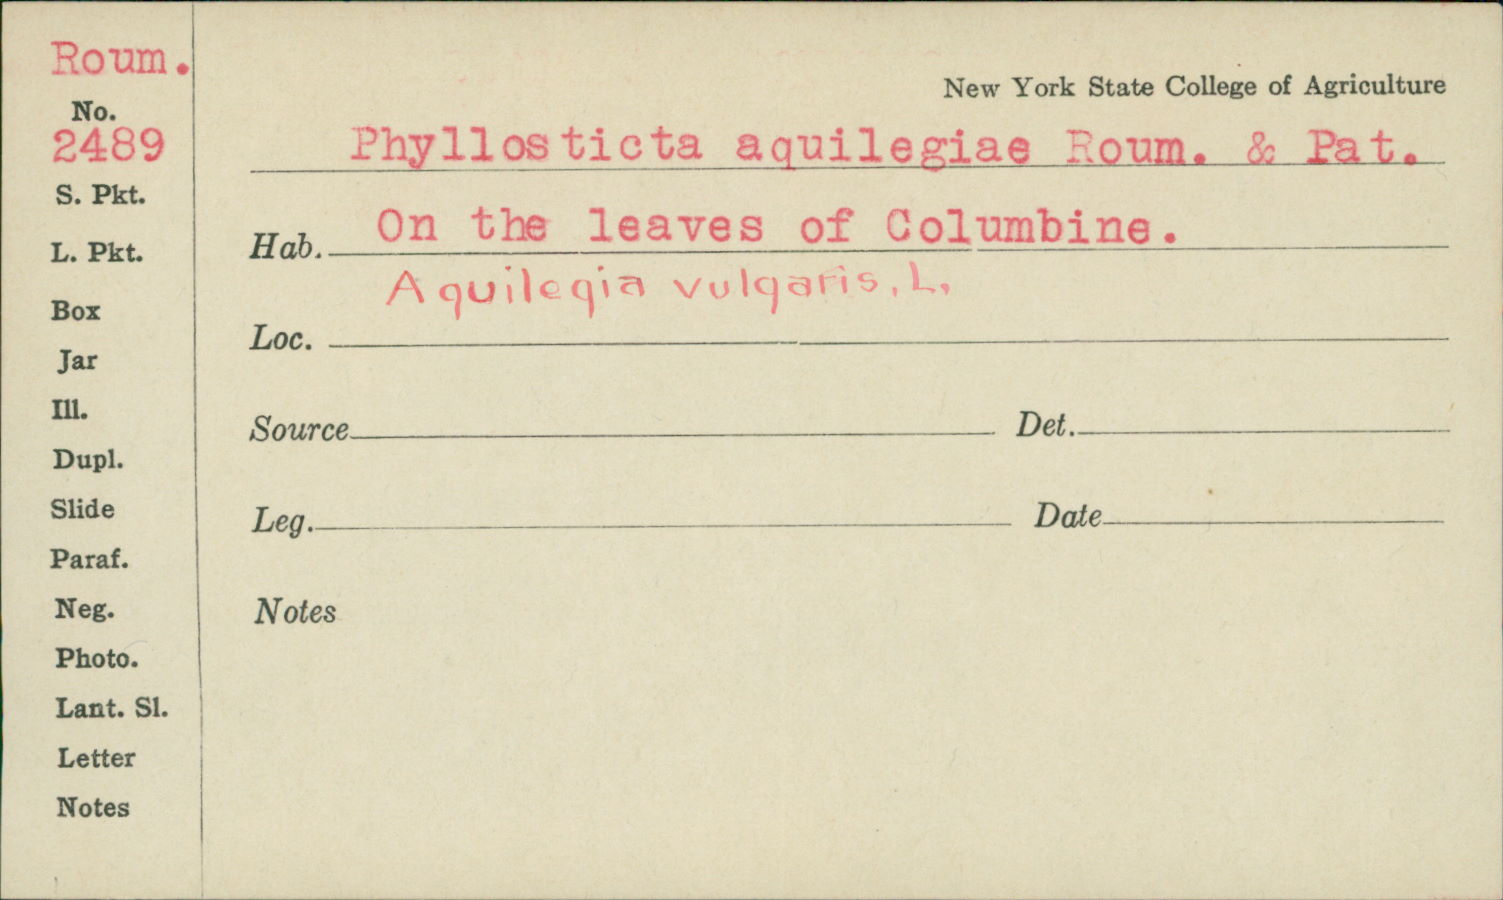 Roum.
No.
2489
S. Pkt.
L. Pkt.
Box
Jar
Ill.
Dupl.
Slide
Paraf.
Neg.
Photo.
Lant. Sl.
Letter
Notes
New York State College of Agriculture
Phyllosticta aquilegiae Roum. & Pat.
Hab. On the leaves of Columbine.
Aquilegia vulgaris, L.
Loc.
Source Det.
Leg. Date
Notes